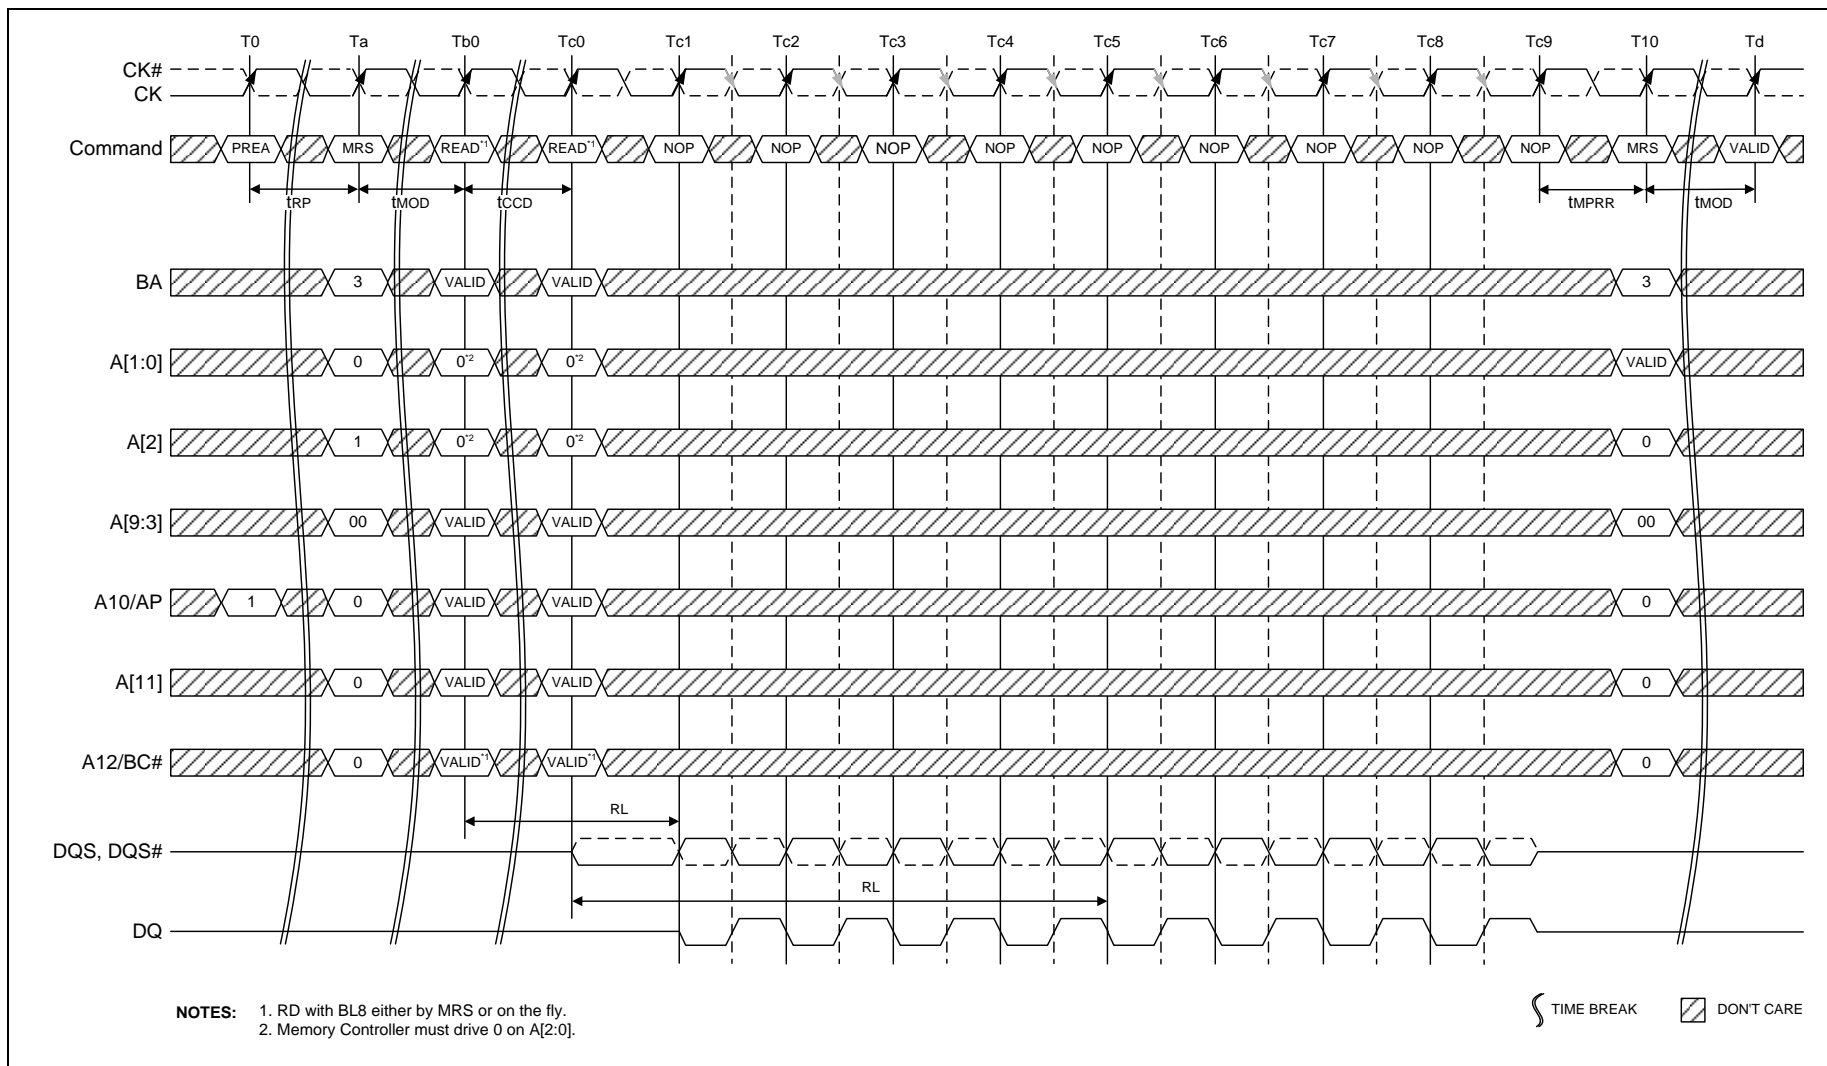 T0 Ta Tb0 Tc0 Tc1 Tc2 Tc3 Tc4 Tc5 Tc6 Tc7 Tc8 Tc9 T10 Td
CK#
CK
Command PREA MRS READ*1 READ*1 NOP NOP NOP NOP NOP NOP NOP NOP NOP MRS VALID
tRP tMOD tCCD tMPRR tMOD
BA 3 VALID VALID 3
A[1:0] 0 0*2 0*2 VALID
A[2] 1 0*2 0*2 0
A[9:3] 00 VALID VALID 00
A10/AP 1 0 VALID VALID 0
A[11] 0 VALID VALID 0
A12/BC# 0 VALID*1 VALID*1 0
RL
DQS, DQS#
RL
DQ
NOTES: 1. RD with BL8 either by MRS or on the fly.
2. Memory Controller must drive 0 on A[2:0].
TIME BREAK DON'T CARE